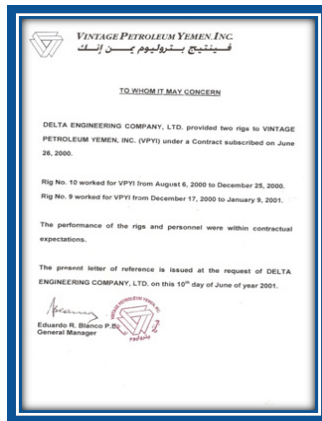 VINTAGE PETROLEUM YEMEN, INC.
فينتيج بتروليوم يمن إنك
TO WHOM IT MAY CONCERN
DELTA ENGINEERING COMPANY, LTD. provided two rigs to VINTAGE
PETROLEUM YEMEN, INC. (VPYI) under a Contract subscribed on June
26, 2000.
Rig No. 10 worked for VPYI from August 6, 2000 to December 25, 2000.
Rig No. 9 worked for VPYI from December 17, 2000 to January 9, 2001.
The performance of the rigs and personnel were within contractual
expectations.
The present letter of reference is issued at the request of DELTA
ENGINEERING COMPANY, LTD. on this 10th day of June of year 2001.
Eduardo R. Blanco P.
General Manager
VINTAGE PETROLEUM YEMEN, INC.
بتروليوم